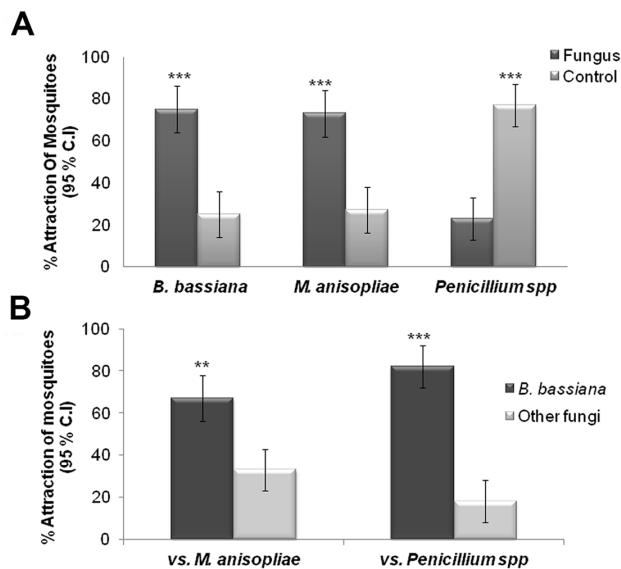 A
% Attraction Of Mosquitoes
(95 % C.I)
100
80
60
40
20
0
***
***
***
Fungus
Control
B. bassiana
M. anisopliae
Penicillium spp
B
% Attraction of mosquitoes
(95 % C.I)
100
80
60
40
20
0
**
***
B. bassiana
Other fungi
vs. M. anisopliae
vs. Penicillium spp